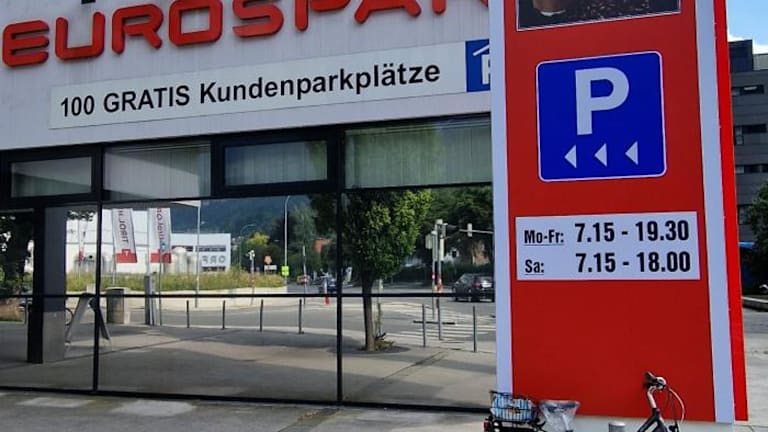 EUROSPAR
100 GRATIS Kundenparkplätze P
P
Mo-Fr: 7.15 - 19.30
Sa: 7.15 - 18.00